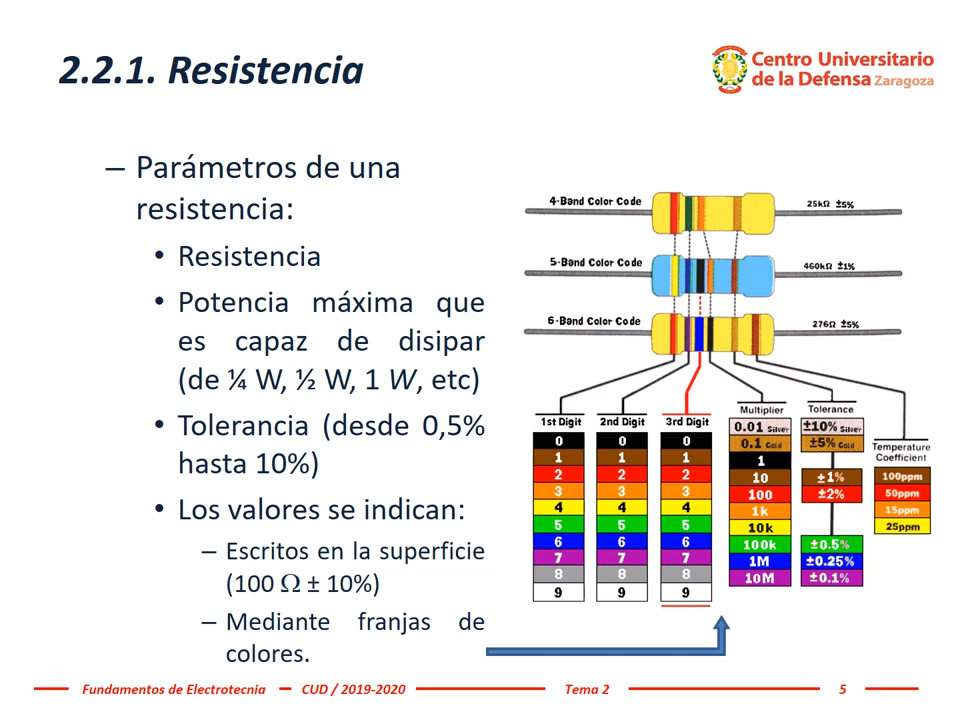 2.2.1. Resistencia
Centro Universitario
de la Defensa Zaragoza
– Parámetros de una
resistencia:
• Resistencia
• Potencia máxima que
es capaz de disipar
(de ¼ W, ½ W, 1 W, etc)
• Tolerancia (desde 0,5%
hasta 10%)
• Los valores se indican:
– Escritos en la superficie
(100 Ω ± 10%)
– Mediante franjas de
colores.
4-Band Color Code
25kΩ ±5%
5-Band Color Code
460kΩ ±1%
6-Band Color Code
276Ω ±5%
1st Digit
0
1
2
3
4
5
6
7
8
9
2nd Digit
0
1
2
3
4
5
6
7
8
9
3rd Digit
0
1
2
3
4
5
6
7
8
9
Multiplier
0.01 Silver
0.1 Gold
1
10
100
1k
10k
100k
1M
10M
Tolerance
±10% Silver
±5% Gold
±1%
±2%
±0.5%
±0.25%
±0.1%
Temperature
Coefficient
100ppm
50ppm
15ppm
25ppm
Fundamentos de Electrotecnia
CUD / 2019-2020
Tema 2
5